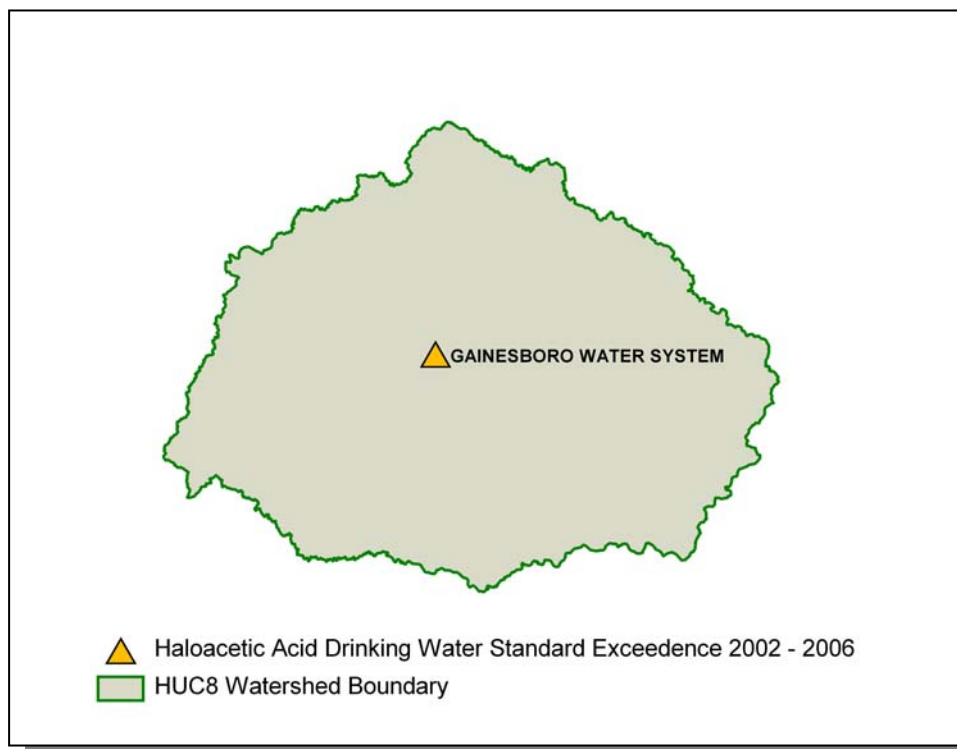 GAINESBORO WATER SYSTEM
Haloacetic Acid Drinking Water Standard Exceedence 2002 - 2006
HUC8 Watershed Boundary